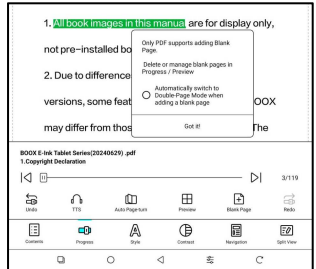 1. All book images in this manual are for display only,
not pre-installed bo
2. Due to difference
versions, some feat
OOX
may differ from thos
The
Only PDF supports adding Blank
Page.
Delete or manage blank pages in
Progress / Preview
Automatically switch to
Double-Page Mode when
adding a blank page
Got it!
BOOX E-Ink Tablet Series(20240629) .pdf
1.Copyright Declaration
3/119
Undo
TTS
Auto Page-turn
Preview
Blank Page
Redo
Contents
Progress
Style
Contrast
Navigation
Split View